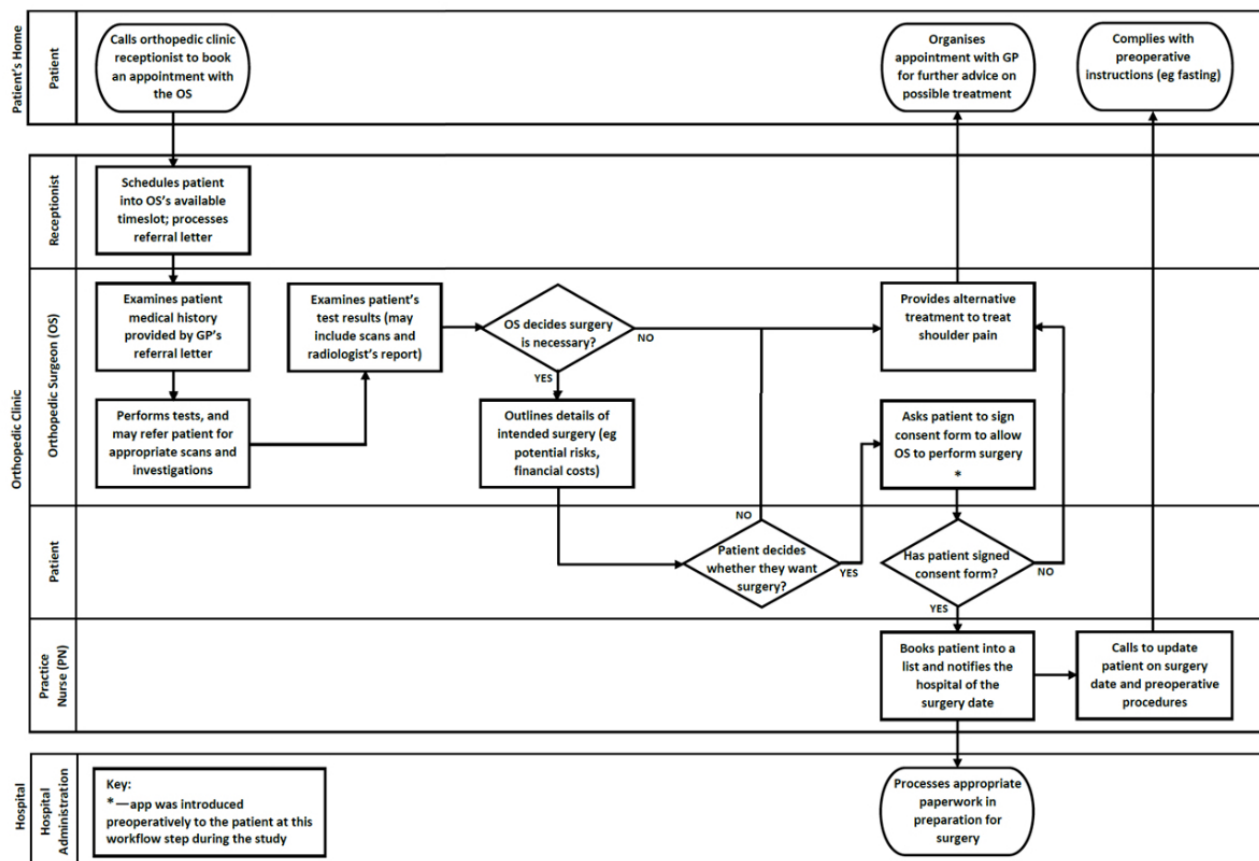 Patient's Home
Patient
Calls orthopedic clinic
receptionist to book
an appointment with
the OS
Organises
appointment with GP
for further advice on
possible treatment
Complies with
preoperative
instructions (eg fasting)
Orthopedic Clinic
Receptionist
Schedules patient
into OS's available
timeslot; processes
referral letter
Orthopedic Surgeon (OS)
Examines patient
medical history
provided by GP's
referral letter
Examines patient's
test results (may
include scans and
radiologist's report)
OS decides surgery
is necessary?
NO
YES
Provides alternative
treatment to treat
shoulder pain
Performs tests, and
may refer patient for
appropriate scans and
investigations
Outlines details of
intended surgery (eg
potential risks,
financial costs)
Asks patient to sign
consent form to allow
OS to perform surgery
*
Patient
NO
Patient decides
whether they want
surgery?
YES
Has patient signed
consent form?
NO
YES
Practice
Nurse (PN)
Books patient into a
list and notifies the
hospital of the
surgery date
Calls to update
patient on surgery
date and preoperative
procedures
Hospital
Hospital
Administration
Key:
*—app was introduced
preoperatively to the patient at this
workflow step during the study
Processes appropriate
paperwork in
preparation for
surgery